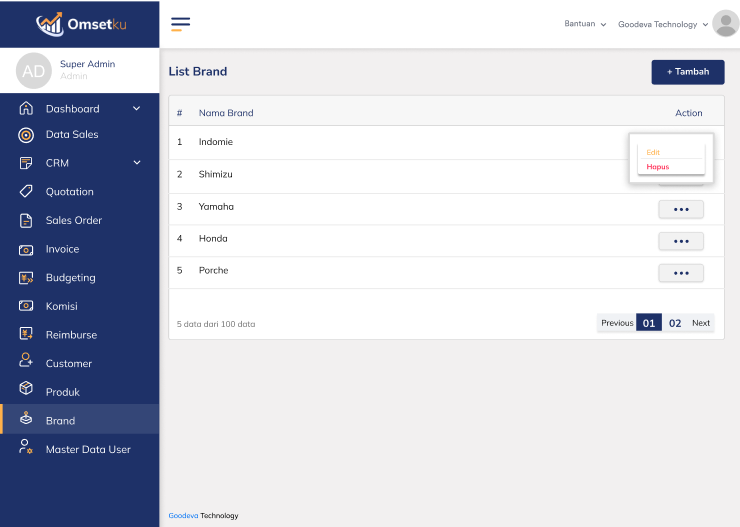 Omsetku
Bantuan
Goodeva Technology
AD
Super Admin
Admin
Dashboard
Data Sales
CRM
Quotation
Sales Order
Invoice
Budgeting
Komisi
Reimburse
Customer
Produk
Brand
Master Data User
List Brand
+ Tambah
# Nama Brand Action
1 Indomie
Edit
Hapus
2 Shimizu
3 Yamaha
4 Honda
5 Porche
5 data dari 100 data
Previous 01 02 Next
Goodeva Technology